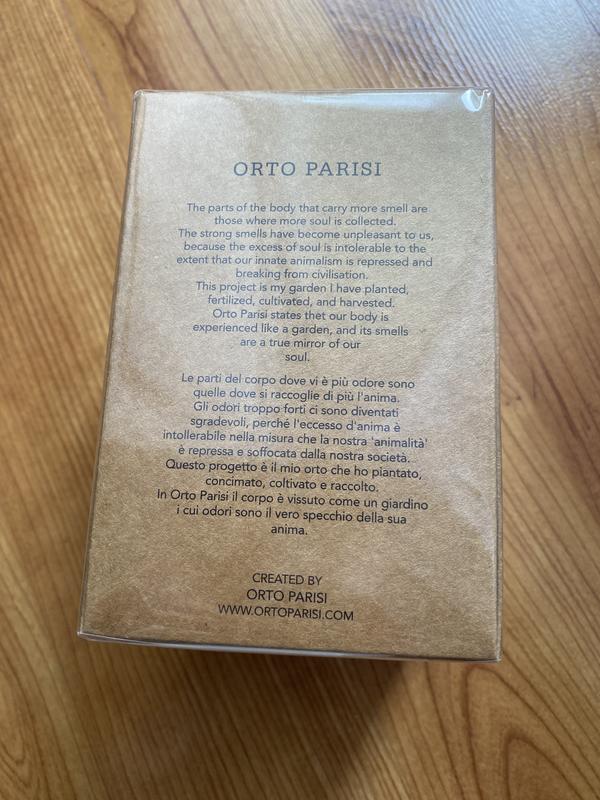 ORTO PARISI
The parts of the body that carry more smell are
those where more soul is collected.
The strong smells have become unpleasant to us,
because the excess of soul is intolerable to the
extent that our innate animalism is repressed and
breaking from civilisation.
This project is my garden I have planted,
fertilized, cultivated, and harvested.
Orto Parisi states thet our body is
experienced like a garden, and its smells
are a true mirror of our
soul.
Le parti del corpo dove vi è più odore sono
quelle dove si raccoglie di più l'anima.
Gli odori troppo forti ci sono diventati
sgradevoli, perché l'eccesso d'anima è
intollerabile nella misura che la nostra 'animalità'
è repressa e soffocata dalla nostra società.
Questo progetto è il mio orto che ho piantato,
concimato, coltivato e raccolto.
In Orto Parisi il corpo è vissuto come un giardino
i cui odori sono il vero specchio della sua
anima.
CREATED BY
ORTO PARISI
WWW.ORTOPARISI.COM